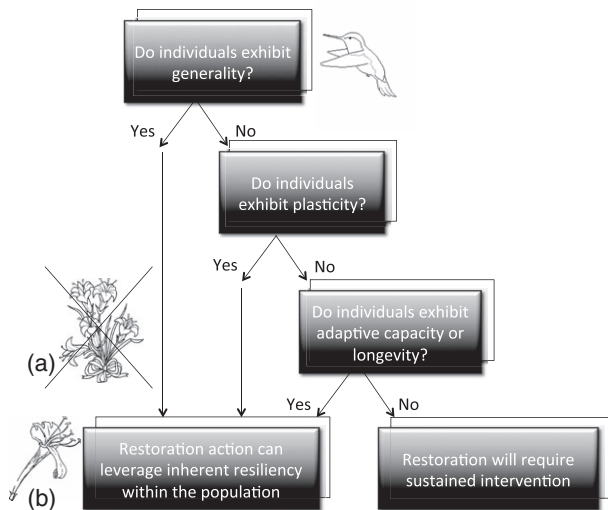 Do individuals exhibit
generality?
Yes
No
Do individuals
exhibit plasticity?
Yes
No
Do individuals exhibit
adaptive capacity or
longevity?
(a)
Yes
No
Restoration action can
leverage inherent resiliency
within the population
Restoration will require
sustained intervention
(b)